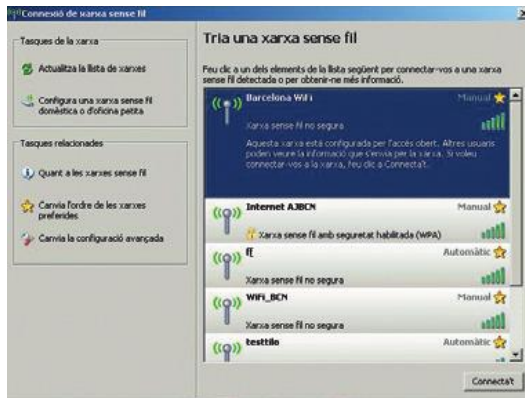 Connexió de xarxa sense fil
Tasques de la xarxa
Actualitza la llista de xarxes
Configura una xarxa sense fil
domèstica o d'oficina petita
Tasques relacionades
Quant a les xarxes sense fil
Canvia l'ordre de les xarxes
preferides
Canvia la configuració avançada
Tria una xarxa sense fil
Feu clic a un dels elements de la llista següent per connectar-vos a una xarxa
sense fil detectada o per obtenir-ne més informació.
Barcelona WiFi Manual
Xarxa sense fil no segura
Aquesta xarxa està configurada per l'accés obert. Altres usuaris
poden veure la informació que s'envia per la xarxa. Si voleu
connectar-vos a la xarxa, feu clic a Connecta't.
Internet AJBCN Manual
Xarxa sense fil amb seguretat habilitada (WPA)
Automàtic
Xarxa sense fil no segura
WiFi_BCN Manual
Xarxa sense fil no segura
testtilo Automàtic
Connecta't